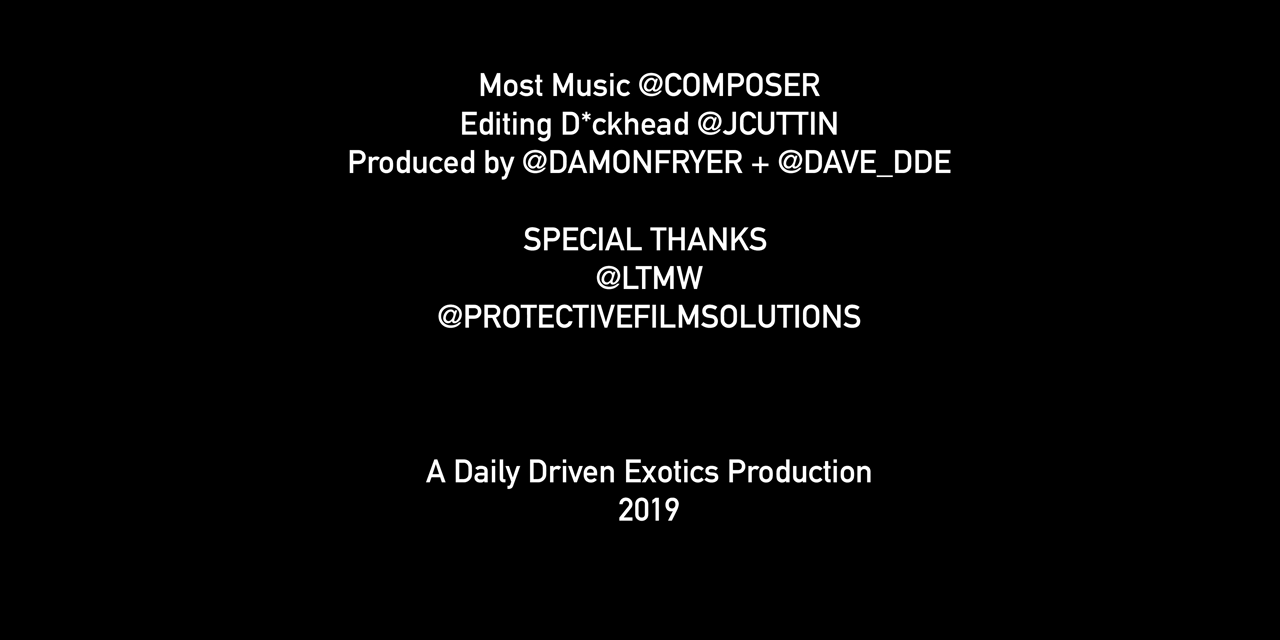 Most Music @COMPOSER
Editing D*ckhead @JCUTTIN
Produced by @DAMONFRYER + @DAVE_DDE
SPECIAL THANKS
@LTMW
@PROTECTIVEFILMSOLUTIONS
A Daily Driven Exotics Production
2019